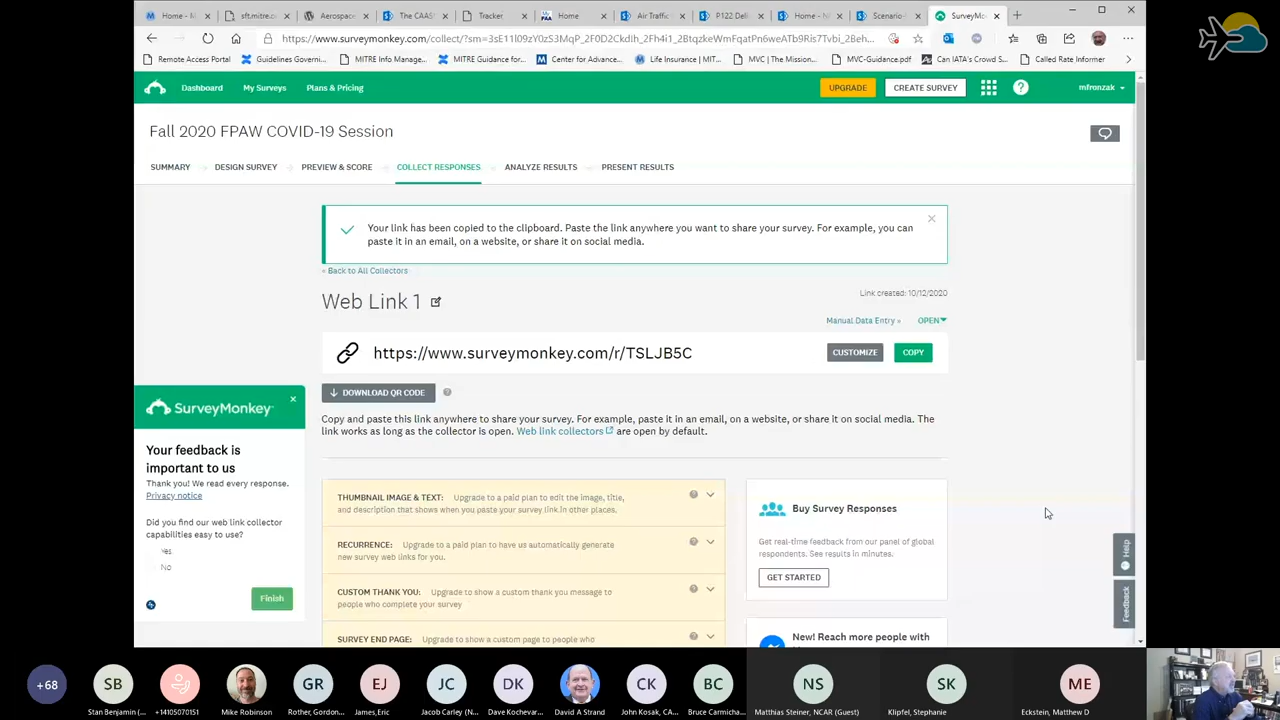 Home - M
sft.mitre.c
Aerospace
The CAAS
Tracker
FAA Home
Air Traffic
P122 Deli
Home - N
Scenario-
SurveyMo
https://www.surveymonkey.com/collect/?sm=
Remote Access Portal
Guidelines Governi...
MITRE Info Manage...
MITRE Guidance for...
Center for Advance...
Life Insurance | MIT...
MVC | The Mission...
MVC-Guidance.pdf
Can IATA's Crowd S...
Called Rate Informer
Dashboard My Surveys Plans & Pricing
UPGRADE CREATE SURVEY
mfronzak
Fall 2020 FPAW COVID-19 Session
SUMMARY DESIGN SURVEY PREVIEW & SCORE COLLECT RESPONSES ANALYZE RESULTS PRESENT RESULTS
Your link has been copied to the clipboard. Paste the link anywhere you want to share your survey. For example, you can
paste it in an email, on a website, or share it on social media.
« Back to All Collectors
Web Link 1
Link created: 10/12/2020
Manual Data Entry » OPEN
https://www.surveymonkey.com/r/TSLJB5C
CUSTOMIZE COPY
DOWNLOAD QR CODE
Copy and paste this link anywhere to share your survey. For example, paste it in an email, on a website, or share it on social media. The
link works as long as the collector is open. Web link collectors are open by default.
THUMBNAIL IMAGE & TEXT: Upgrade to a paid plan to edit the image, title,
and description that shows when you paste your survey link in other places.
RECURRENCE: Upgrade to a paid plan to have us automatically generate
new survey web links for you.
CUSTOM THANK YOU: Upgrade to show a custom thank you message to
people who complete your survey
SURVEY END PAGE: Upgrade to show a custom page to people who
Buy Survey Responses
Get real-time feedback from our panel of global
respondents. See results in minutes.
GET STARTED
New! Reach more people with
Help
Feedback
SurveyMonkey
Your feedback is
important to us
Thank you! We read every response.
Privacy notice
Did you find our web link collector
capabilities easy to use?
Yes
No
Finish
+68
SB
GR
EJ
JC
DK
CK
BC
NS
SK
ME
Stan Benjamin (...
+14105070151
Mike Robinson
Rother, Gordon...
James, Eric
Jacob Carley (N...
Dave Kochevar...
David A Strand
John Kosak, CA...
Bruce Carmicha...
Matthias Steiner, NCAR (Guest)
Klipfel, Stephanie
Eckstein, Matthew D